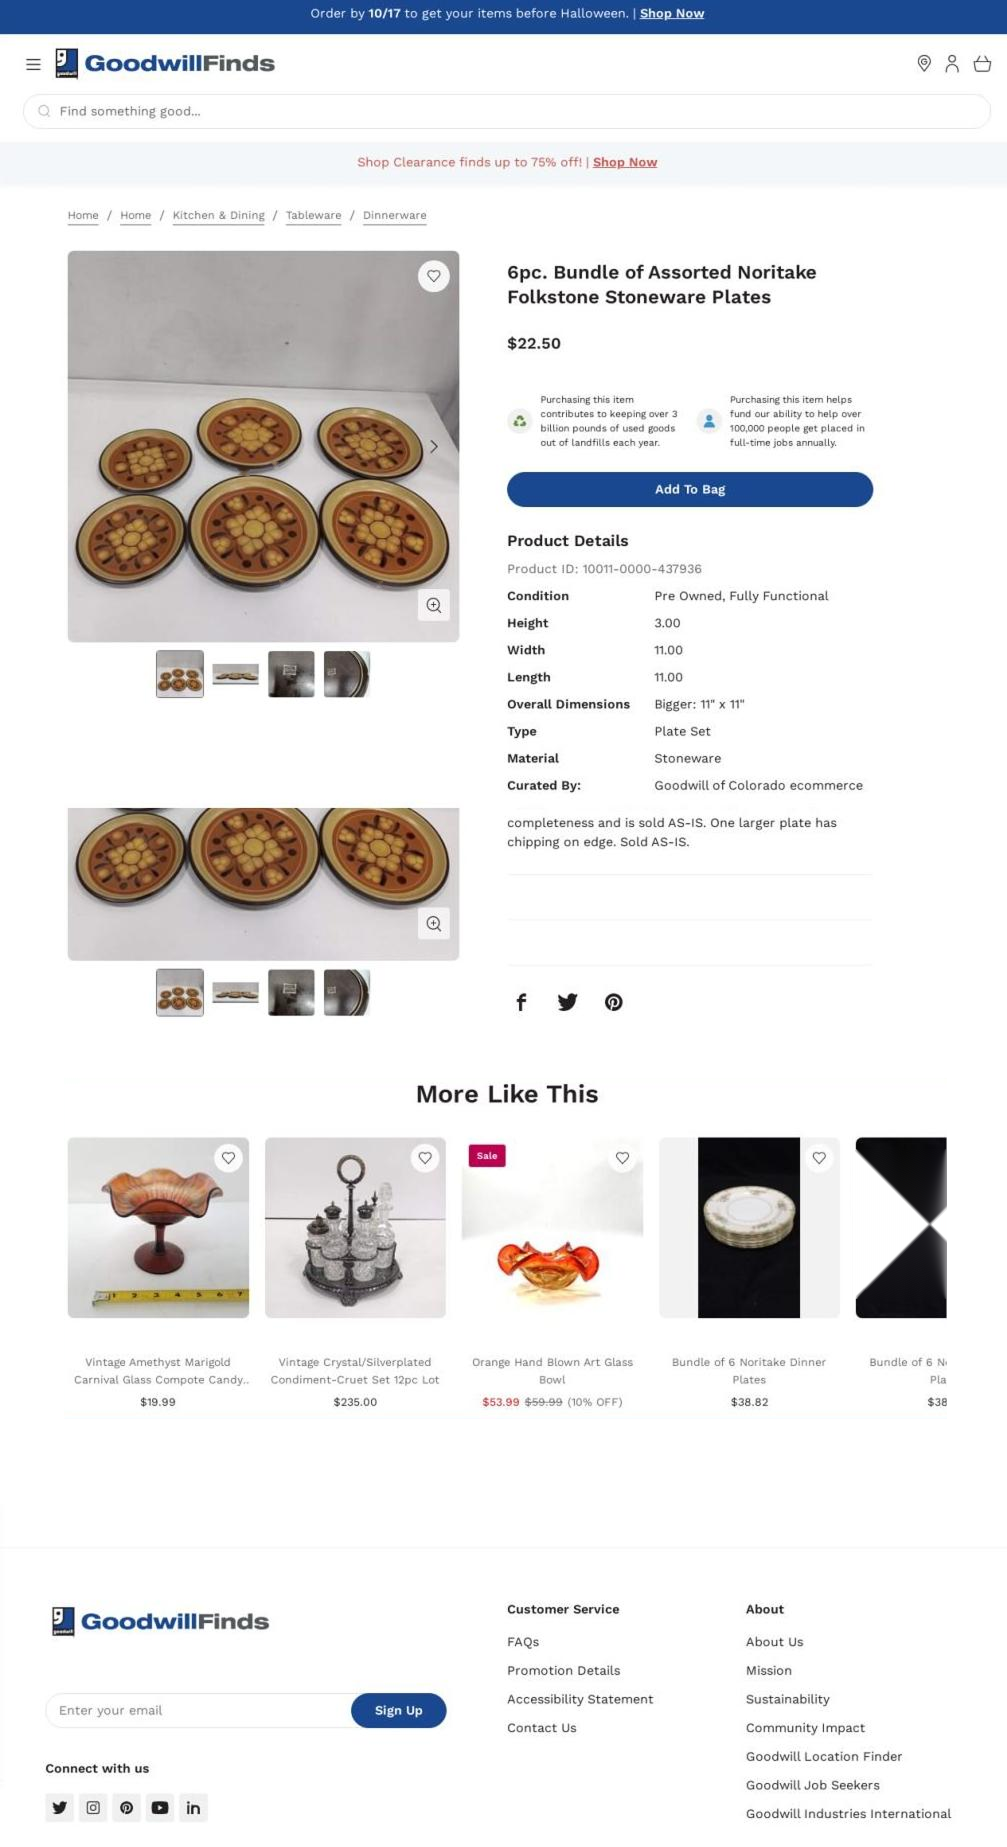 Order by 10/17 to get your items before Halloween. | Shop Now
GoodwillFinds
Find something good...
Shop Clearance finds up to 75% off! | Shop Now
Home / Home / Kitchen & Dining / Tableware / Dinnerware
6pc. Bundle of Assorted Noritake
Folkstone Stoneware Plates
$22.50
Purchasing this item
contributes to keeping over 3
billion pounds of used goods
out of landfills each year.
Purchasing this item helps
fund our ability to help over
100,000 people get placed in
full-time jobs annually.
Add To Bag
Product Details
Product ID: 10011-0000-437936
Condition Pre Owned, Fully Functional
Height 3.00
Width 11.00
Length 11.00
Overall Dimensions Bigger: 11" x 11"
Type Plate Set
Material Stoneware
Curated By: Goodwill of Colorado ecommerce
completeness and is sold AS-IS. One larger plate has
chipping on edge. Sold AS-IS.
More Like This
Sale
1 2 3 4 5 6 7
Vintage Amethyst Marigold
Carnival Glass Compote Candy..
$19.99
Vintage Crystal/Silverplated
Condiment-Cruet Set 12pc Lot
$235.00
Orange Hand Blown Art Glass
Bowl
$53.99 $59.99 (10% OFF)
Bundle of 6 Noritake Dinner
Plates
$38.82
Bundle of 6 N
Pla
$38
GoodwillFinds
Enter your email
Sign Up
Connect with us
Customer Service
FAQs
Promotion Details
Accessibility Statement
Contact Us
About
About Us
Mission
Sustainability
Community Impact
Goodwill Location Finder
Goodwill Job Seekers
Goodwill Industries International